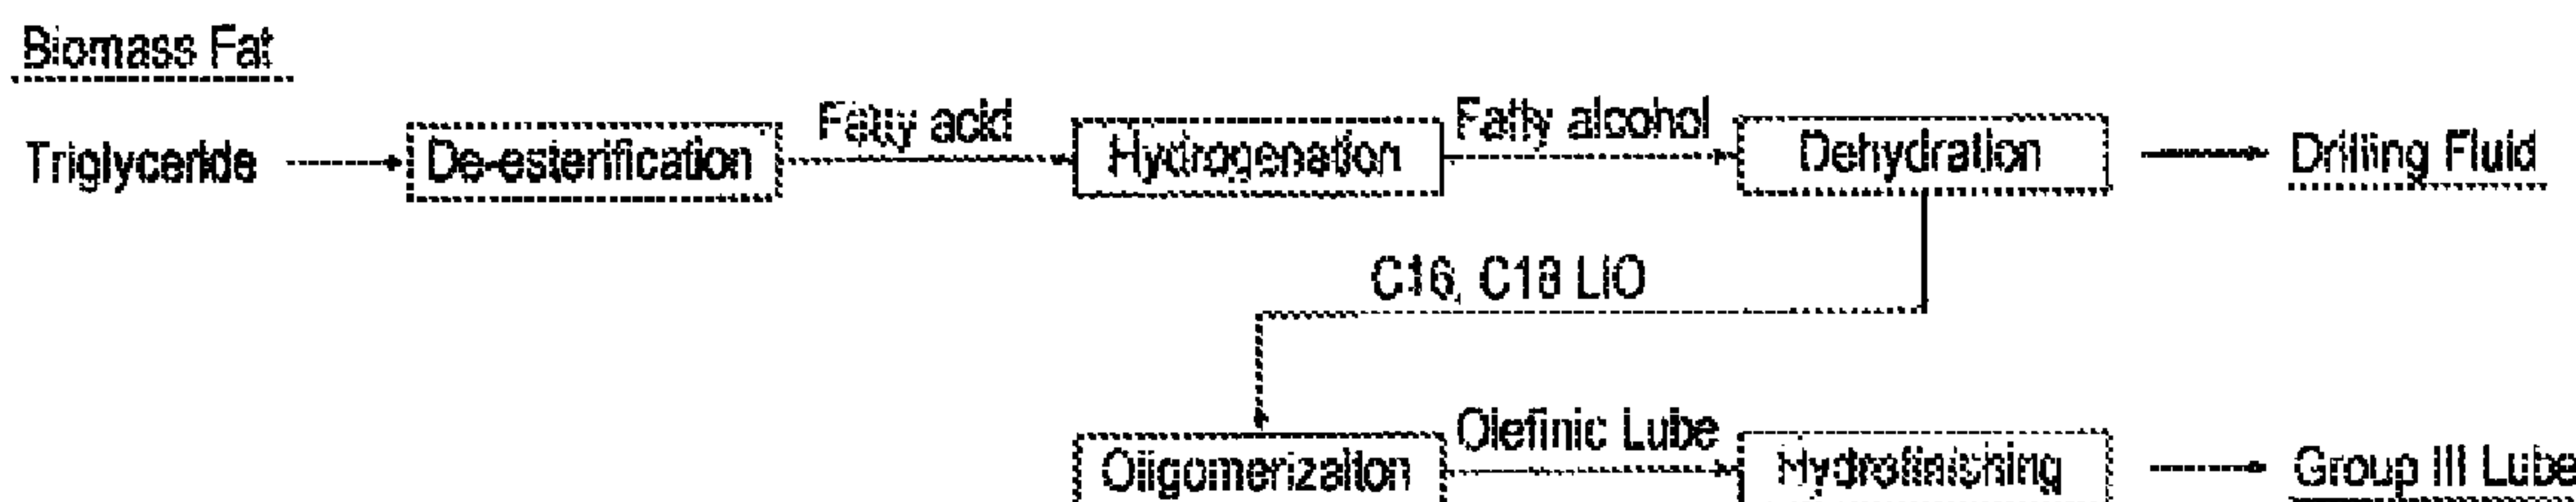 Biomass Fat
Triglyceride De-esterification Fatty acid Hydrogenation Fatty alcohol Dehydration Drilling Fluid
C16, C18 LIO
Oligomerization Olefinic Lube Hydrofinishing Group III Lube